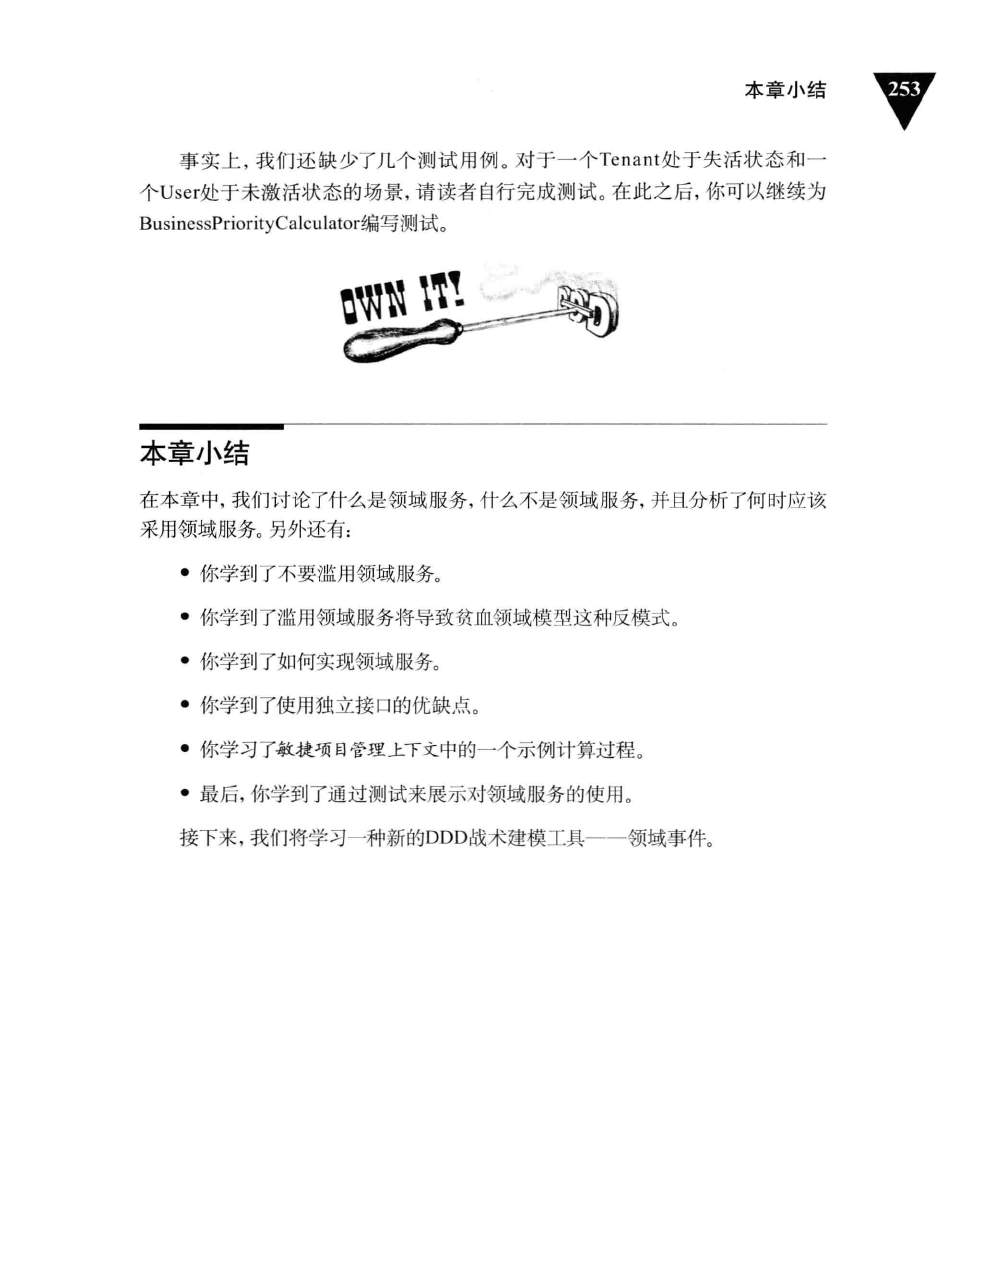 本章小结
253
事实上，我们还缺少了几个测试用例。对于一个Tenant处于失活状态和一
个User处于未激活状态的场景，请读者自行完成测试。在此之后，你可以继续为
BusinessPriorityCalculator编写测试。
OWN IT!
DDD
本章小结
在本章中，我们讨论了什么是领域服务，什么不是领域服务，并且分析了何时应该
采用领域服务。另外还有：
• 你学到了不要滥用领域服务。
• 你学到了滥用领域服务将导致贫血领域模型这种反模式。
• 你学到了如何实现领域服务。
• 你学到了使用独立接口的优缺点。
• 你学习了敏捷项目管理上下文中的一个示例计算过程。
• 最后，你学到了通过测试来展示对领域服务的使用。
接下来，我们将学习一种新的DDD战术建模工具——领域事件。